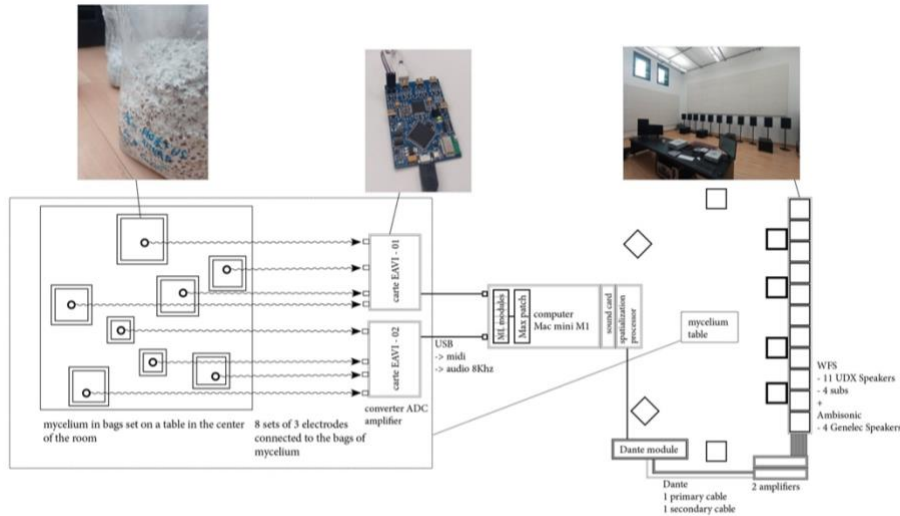 carte EAVI - 01
carte EAVI - 02
mycelium in bags set on a table in the center
of the room
8 sets of 3 electrodes
connected to the bags of
mycelium
converter ADC
amplifier
USB
-> midi
-> audio 8Khz
ML modules
Max patch
computer
Mac mini M1
sound card
spatialization
processor
mycelium
table
WFS
- 11 UDX Speakers
- 4 subs
+
Ambisonic
- 4 Genelec Speakers
Dante module
Dante
1 primary cable
1 secondary cable
2 amplifiers